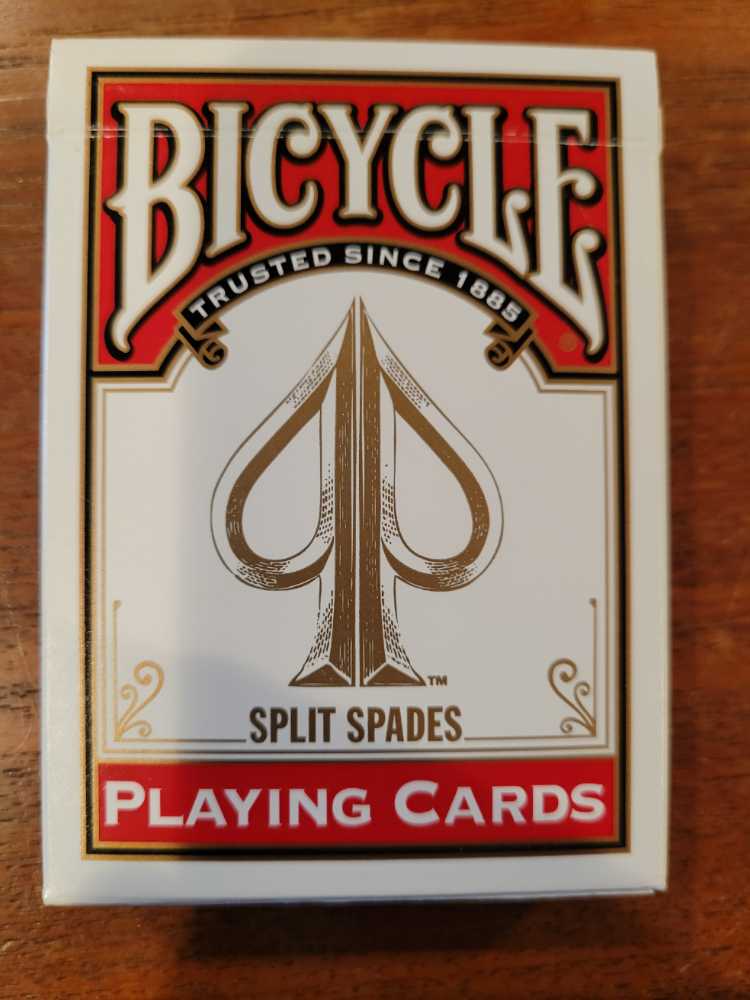 BICYCLE
TRUSTED SINCE 1885
®
TM
SPLIT SPADES
PLAYING CARDS